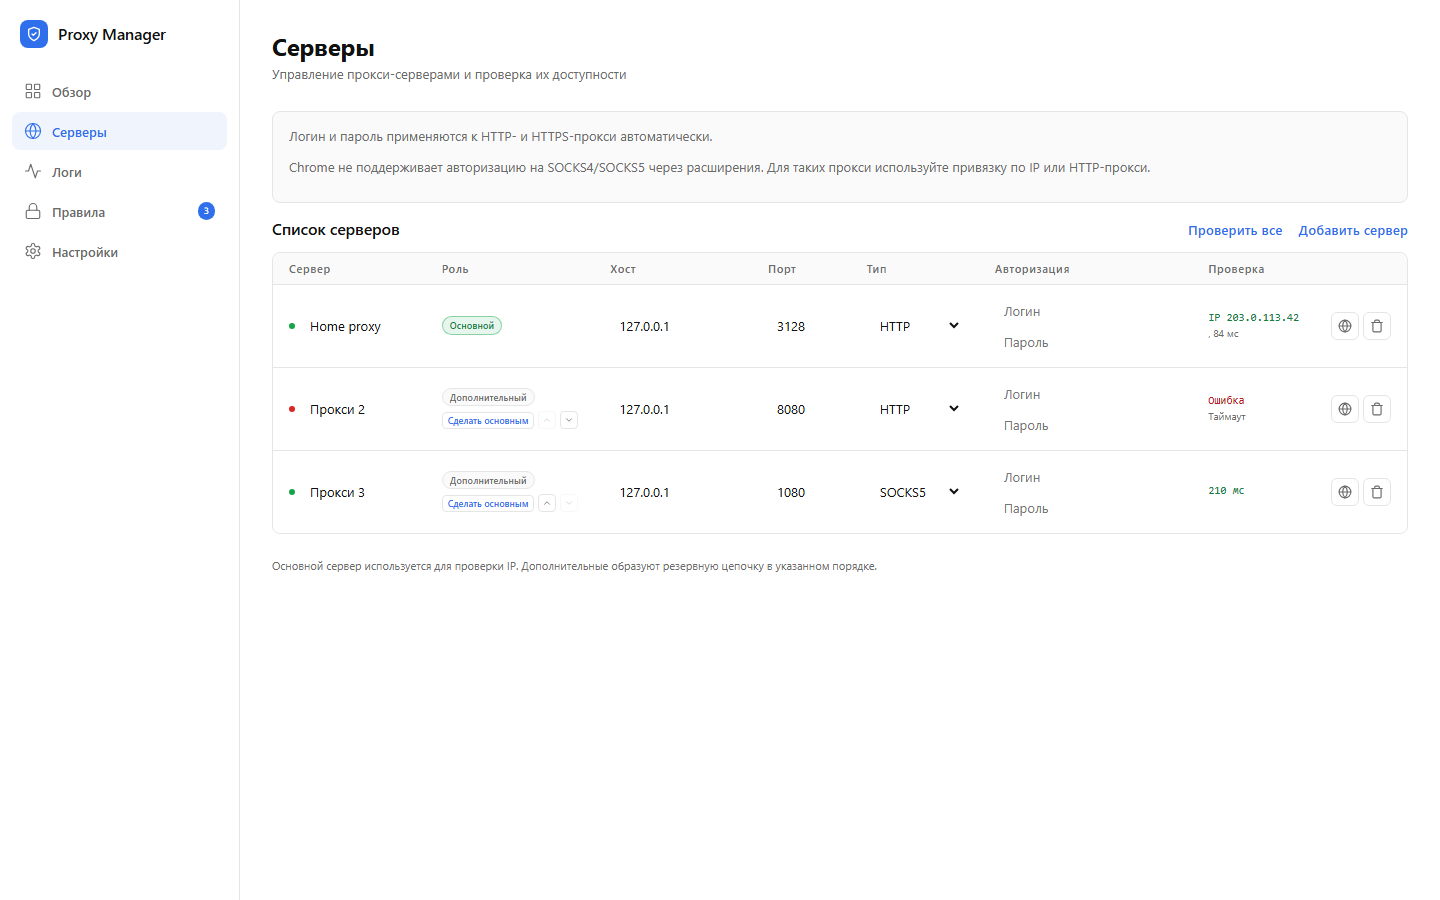 Proxy Manager
Обзор
Серверы
Логи
Правила 3
Настройки
Серверы
Управление прокси-серверами и проверка их доступности
Логин и пароль применяются к HTTP- и HTTPS-прокси автоматически.
Chrome не поддерживает авторизацию на SOCKS4/SOCKS5 через расширения. Для таких прокси используйте привязку по IP или HTTP-прокси.
Список серверов Проверить все Добавить сервер
Сервер Роль Хост Порт Тип Авторизация Проверка
Home proxy Основной 127.0.0.1 3128 HTTP Логин IP 203.0.113.42
Пароль , 84 мс
Прокси 2 Дополнительный 127.0.0.1 8080 HTTP Логин Ошибка
Сделать основным Пароль Таймаут
Прокси 3 Дополнительный 127.0.0.1 1080 SOCKS5 Логин 210 мс
Сделать основным Пароль
Основной сервер используется для проверки IP. Дополнительные образуют резервную цепочку в указанном порядке.